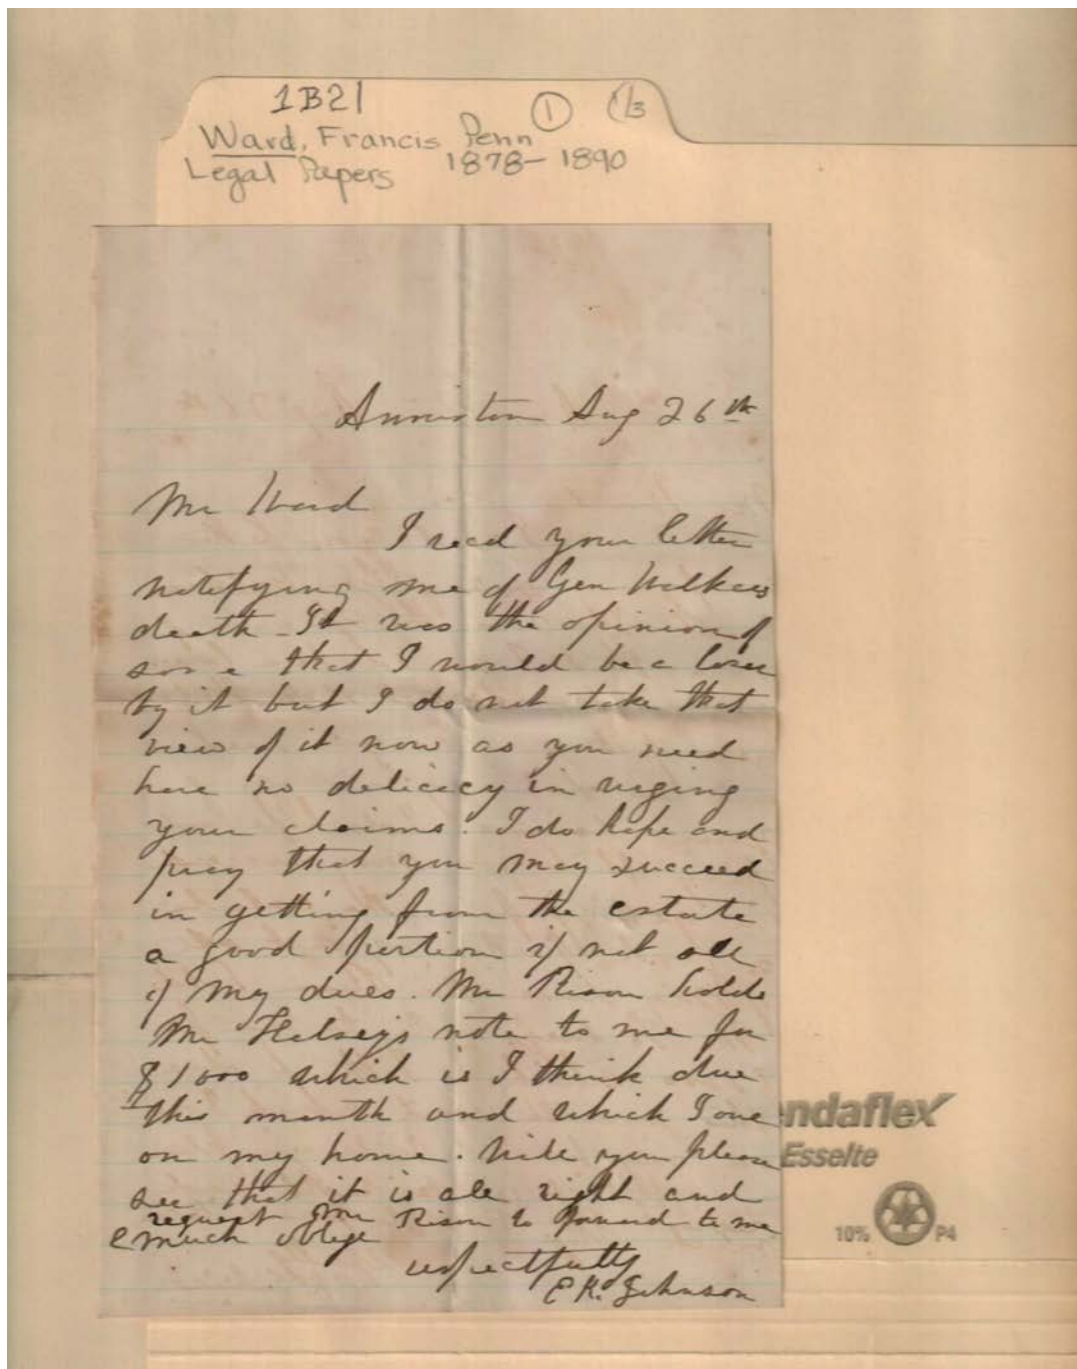 1B21
① 1/3
Ward, Francis Penn
Legal Papers 1878-1890
Anniston Aug 26th
Mr Ward
I recd your letter
notifying me of Gen Walkers
death - It was the opinion of
some that I would be a loser
by it but I do not take that
view of it now as you need
have no delicacy in urging
your claims. I do hope and
pray that you may succeed
in getting from the estate
a good portion if not all
of my dues. Mr Rison holds
Mr Halseys note to me for
$1000 which is I think due
this month and which I owe
on my home. Will you please
see that it is all right and
request Mr Rison to forward to me
& much oblige
respectfully
E K. Johnson
ndaflex
Esselte
10% P4